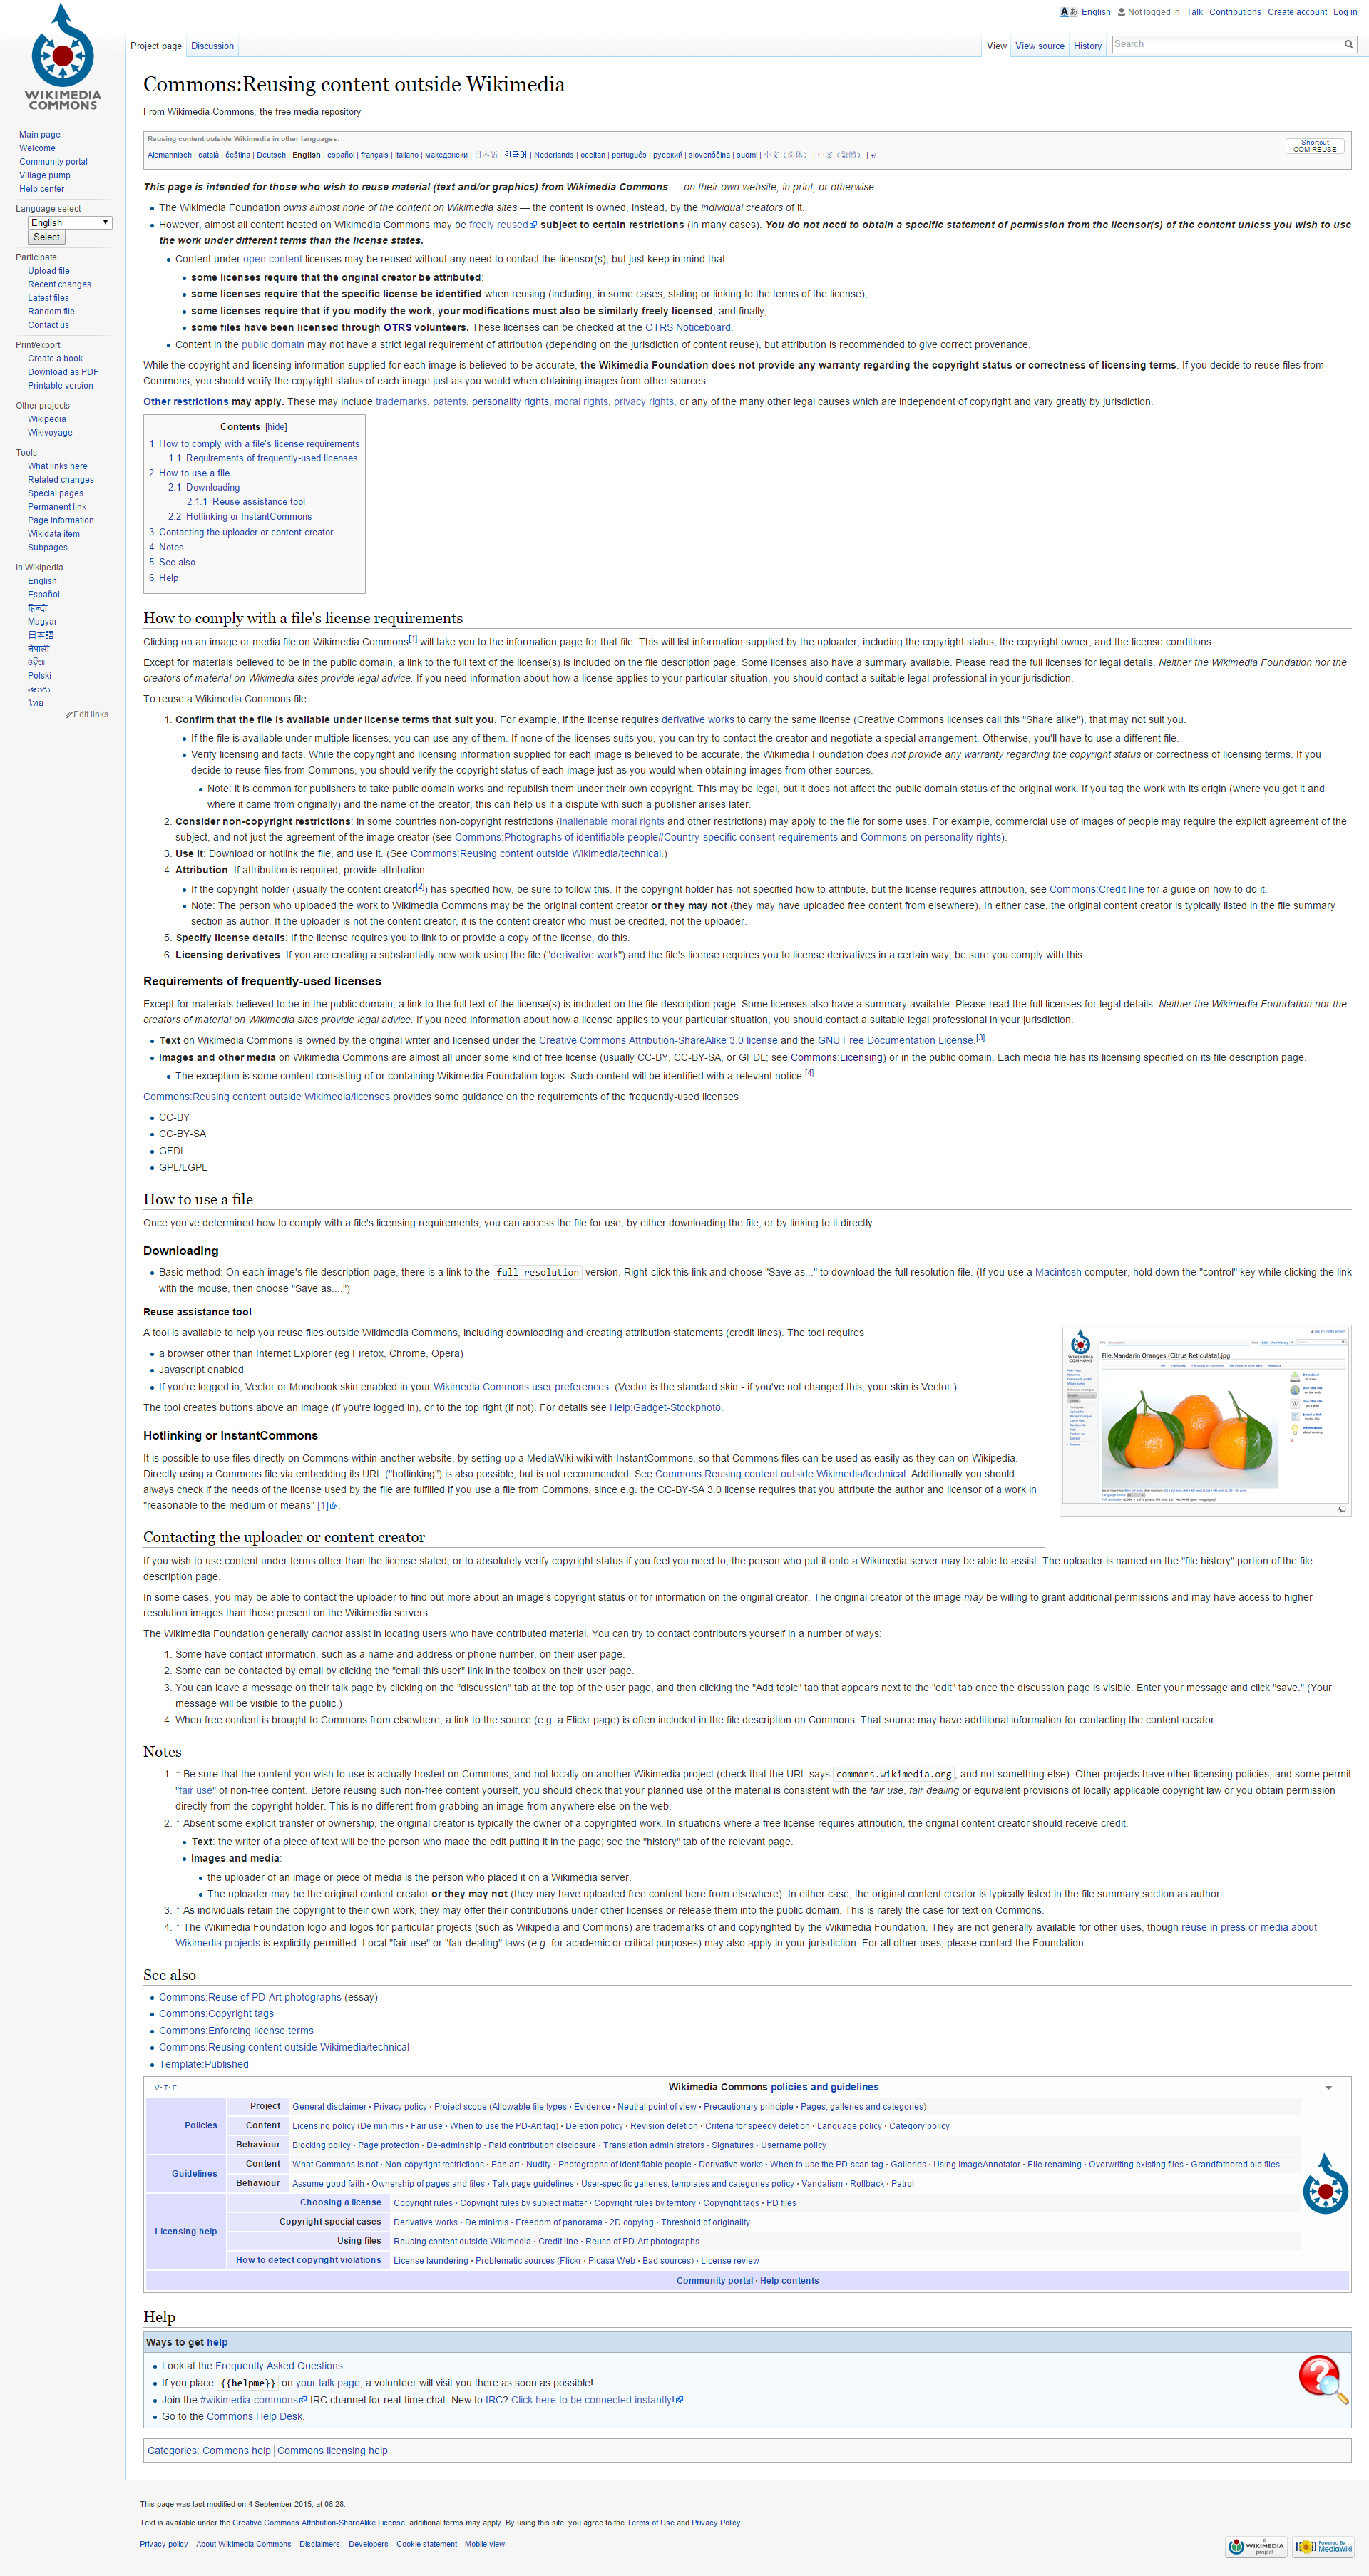 English Not logged in Talk Contributions Create account Log in
Project page Discussion
View View source History Search
WIKIMEDIA
COMMONS
Main page
Welcome
Community portal
Village pump
Help center
Language select
English
Select
Participate
Upload file
Recent changes
Latest files
Random file
Contact us
Print/export
Create a book
Download as PDF
Printable version
Other projects
Wikipedia
Wikivoyage
Tools
What links here
Related changes
Special pages
Permanent link
Page information
Wikidata item
Subpages
In Wikipedia
English
Español
हिन्दी
Magyar
日本語
नेपाली
ଓଡ଼ିଆ
Polski
తెలుగు
ไทย
Edit links
Commons:Reusing content outside Wikimedia
From Wikimedia Commons, the free media repository
Reusing content outside Wikimedia in other languages:
Alemannisch | català | čeština | Deutsch | English | español | français | italiano | македонски | 日本語 | 한국어 | Nederlands | occitan | português | русский | slovenščina | suomi | 中文（简体） | 中文（繁體） | +/−
Shortcut
COM:REUSE
This page is intended for those who wish to reuse material (text and/or graphics) from Wikimedia Commons — on their own website, in print, or otherwise.
The Wikimedia Foundation owns almost none of the content on Wikimedia sites — the content is owned, instead, by the individual creators of it.
However, almost all content hosted on Wikimedia Commons may be freely reused subject to certain restrictions (in many cases). You do not need to obtain a specific statement of permission from the licensor(s) of the content unless you wish to use
the work under different terms than the license states.
Content under open content licenses may be reused without any need to contact the licensor(s), but just keep in mind that:
some licenses require that the original creator be attributed;
some licenses require that the specific license be identified when reusing (including, in some cases, stating or linking to the terms of the license);
some licenses require that if you modify the work, your modifications must also be similarly freely licensed; and finally,
some files have been licensed through OTRS volunteers. These licenses can be checked at the OTRS Noticeboard.
Content in the public domain may not have a strict legal requirement of attribution (depending on the jurisdiction of content reuse), but attribution is recommended to give correct provenance.
While the copyright and licensing information supplied for each image is believed to be accurate, the Wikimedia Foundation does not provide any warranty regarding the copyright status or correctness of licensing terms. If you decide to reuse files from
Commons, you should verify the copyright status of each image just as you would when obtaining images from other sources.
Other restrictions may apply. These may include trademarks, patents, personality rights, moral rights, privacy rights, or any of the many other legal causes which are independent of copyright and vary greatly by jurisdiction.
Contents [hide]
1 How to comply with a file's license requirements
1.1 Requirements of frequently-used licenses
2 How to use a file
2.1 Downloading
2.1.1 Reuse assistance tool
2.2 Hotlinking or InstantCommons
3 Contacting the uploader or content creator
4 Notes
5 See also
6 Help
How to comply with a file's license requirements
Clicking on an image or media file on Wikimedia Commons[1] will take you to the information page for that file. This will list information supplied by the uploader, including the copyright status, the copyright owner, and the license conditions.
Except for materials believed to be in the public domain, a link to the full text of the license(s) is included on the file description page. Some licenses also have a summary available. Please read the full licenses for legal details. Neither the Wikimedia Foundation nor the
creators of material on Wikimedia sites provide legal advice. If you need information about how a license applies to your particular situation, you should contact a suitable legal professional in your jurisdiction.
To reuse a Wikimedia Commons file:
1. Confirm that the file is available under license terms that suit you. For example, if the license requires derivative works to carry the same license (Creative Commons licenses call this "Share alike"), that may not suit you.
If the file is available under multiple licenses, you can use any of them. If none of the licenses suits you, you can try to contact the creator and negotiate a special arrangement. Otherwise, you'll have to use a different file.
Verify licensing and facts. While the copyright and licensing information supplied for each image is believed to be accurate, the Wikimedia Foundation does not provide any warranty regarding the copyright status or correctness of licensing terms. If you
decide to reuse files from Commons, you should verify the copyright status of each image just as you would when obtaining images from other sources.
Note: it is common for publishers to take public domain works and republish them under their own copyright. This may be legal, but it does not affect the public domain status of the original work. If you tag the work with its origin (where you got it and
where it came from originally) and the name of the creator, this can help us if a dispute with such a publisher arises later.
2. Consider non-copyright restrictions: in some countries non-copyright restrictions (inalienable moral rights and other restrictions) may apply to the file for some uses. For example, commercial use of images of people may require the explicit agreement of the
subject, and not just the agreement of the image creator (see Commons:Photographs of identifiable people#Country-specific consent requirements and Commons on personality rights).
3. Use it: Download or hotlink the file, and use it. (See Commons:Reusing content outside Wikimedia/technical.)
4. Attribution: If attribution is required, provide attribution.
If the copyright holder (usually the content creator[2]) has specified how, be sure to follow this. If the copyright holder has not specified how to attribute, but the license requires attribution, see Commons:Credit line for a guide on how to do it.
Note: The person who uploaded the work to Wikimedia Commons may be the original content creator or they may not (they may have uploaded free content from elsewhere). In either case, the original content creator is typically listed in the file summary
section as author. If the uploader is not the content creator, it is the content creator who must be credited, not the uploader.
5. Specify license details: If the license requires you to link to or provide a copy of the license, do this.
6. Licensing derivatives: If you are creating a substantially new work using the file ("derivative work") and the file's license requires you to license derivatives in a certain way, be sure you comply with this.
Requirements of frequently-used licenses
Except for materials believed to be in the public domain, a link to the full text of the license(s) is included on the file description page. Some licenses also have a summary available. Please read the full licenses for legal details. Neither the Wikimedia Foundation nor the
creators of material on Wikimedia sites provide legal advice. If you need information about how a license applies to your particular situation, you should contact a suitable legal professional in your jurisdiction.
Text on Wikimedia Commons is owned by the original writer and licensed under the Creative Commons Attribution-ShareAlike 3.0 license and the GNU Free Documentation License.[3]
Images and other media on Wikimedia Commons are almost all under some kind of free license (usually CC-BY, CC-BY-SA, or GFDL; see Commons:Licensing) or in the public domain. Each media file has its licensing specified on its file description page.
The exception is some content consisting of or containing Wikimedia Foundation logos. Such content will be identified with a relevant notice.[4]
Commons:Reusing content outside Wikimedia/licenses provides some guidance on the requirements of the frequently-used licenses
CC-BY
CC-BY-SA
GFDL
GPL/LGPL
How to use a file
Once you've determined how to comply with a file's licensing requirements, you can access the file for use, by either downloading the file, or by linking to it directly.
Downloading
Basic method: On each image's file description page, there is a link to the full resolution version. Right-click this link and choose "Save as..." to download the full resolution file. (If you use a Macintosh computer, hold down the "control" key while clicking the link
with the mouse, then choose "Save as....")
Reuse assistance tool
A tool is available to help you reuse files outside Wikimedia Commons, including downloading and creating attribution statements (credit lines). The tool requires
a browser other than Internet Explorer (eg Firefox, Chrome, Opera)
Javascript enabled
If you're logged in, Vector or Monobook skin enabled in your Wikimedia Commons user preferences. (Vector is the standard skin - if you've not changed this, your skin is Vector.)
The tool creates buttons above an image (if you're logged in), or to the top right (if not). For details see Help:Gadget-Stockphoto.
File:Mandarin Oranges (Citrus Reticulata).jpg
Hotlinking or InstantCommons
It is possible to use files directly on Commons within another website, by setting up a MediaWiki wiki with InstantCommons, so that Commons files can be used as easily as they can on Wikipedia.
Directly using a Commons file via embedding its URL ("hotlinking") is also possible, but is not recommended. See Commons:Reusing content outside Wikimedia/technical. Additionally you should
always check if the needs of the license used by the file are fulfilled if you use a file from Commons, since e.g. the CC-BY-SA 3.0 license requires that you attribute the author and licensor of a work in
"reasonable to the medium or means" [1].
Contacting the uploader or content creator
If you wish to use content under terms other than the license stated, or to absolutely verify copyright status if you feel you need to, the person who put it onto a Wikimedia server may be able to assist. The uploader is named on the "file history" portion of the file
description page.
In some cases, you may be able to contact the uploader to find out more about an image's copyright status or for information on the original creator. The original creator of the image may be willing to grant additional permissions and may have access to higher
resolution images than those present on the Wikimedia servers.
The Wikimedia Foundation generally cannot assist in locating users who have contributed material. You can try to contact contributors yourself in a number of ways:
1. Some have contact information, such as a name and address or phone number, on their user page.
2. Some can be contacted by email by clicking the "email this user" link in the toolbox on their user page.
3. You can leave a message on their talk page by clicking on the "discussion" tab at the top of the user page, and then clicking the "Add topic" tab that appears next to the "edit" tab once the discussion page is visible. Enter your message and click "save." (Your
message will be visible to the public.)
4. When free content is brought to Commons from elsewhere, a link to the source (e.g. a Flickr page) is often included in the file description on Commons. That source may have additional information for contacting the content creator.
Notes
1. ↑ Be sure that the content you wish to use is actually hosted on Commons, and not locally on another Wikimedia project (check that the URL says commons.wikimedia.org, and not something else). Other projects have other licensing policies, and some permit
"fair use" of non-free content. Before reusing such non-free content yourself, you should check that your planned use of the material is consistent with the fair use, fair dealing or equivalent provisions of locally applicable copyright law or you obtain permission
directly from the copyright holder. This is no different from grabbing an image from anywhere else on the web.
2. ↑ Absent some explicit transfer of ownership, the original creator is typically the owner of a copyrighted work. In situations where a free license requires attribution, the original content creator should receive credit.
Text: the writer of a piece of text will be the person who made the edit putting it in the page; see the "history" tab of the relevant page.
Images and media:
the uploader of an image or piece of media is the person who placed it on a Wikimedia server.
The uploader may be the original content creator or they may not (they may have uploaded free content here from elsewhere). In either case, the original content creator is typically listed in the file summary section as author.
3. ↑ As individuals retain the copyright to their own work, they may offer their contributions under other licenses or release them into the public domain. This is rarely the case for text on Commons.
4. ↑ The Wikimedia Foundation logo and logos for particular projects (such as Wikipedia and Commons) are trademarks of and copyrighted by the Wikimedia Foundation. They are not generally available for other uses, though reuse in press or media about
Wikimedia projects is explicitly permitted. Local "fair use" or "fair dealing" laws (e.g. for academic or critical purposes) may also apply in your jurisdiction. For all other uses, please contact the Foundation.
See also
Commons:Reuse of PD-Art photographs (essay)
Commons:Copyright tags
Commons:Enforcing license terms
Commons:Reusing content outside Wikimedia/technical
Template:Published
V · T · E Wikimedia Commons policies and guidelines
Policies
Project General disclaimer · Privacy policy · Project scope (Allowable file types · Evidence · Neutral point of view · Precautionary principle · Pages, galleries and categories)
Content Licensing policy (De minimis · Fair use · When to use the PD-Art tag) · Deletion policy · Revision deletion · Criteria for speedy deletion · Language policy · Category policy
Behaviour Blocking policy · Page protection · De-adminship · Paid contribution disclosure · Translation administrators · Signatures · Username policy
Guidelines
Content What Commons is not · Non-copyright restrictions · Fan art · Nudity · Photographs of identifiable people · Derivative works · When to use the PD-scan tag · Galleries · Using ImageAnnotator · File renaming · Overwriting existing files · Grandfathered old files
Behaviour Assume good faith · Ownership of pages and files · Talk page guidelines · User-specific galleries, templates and categories policy · Vandalism · Rollback · Patrol
Licensing help
Choosing a license Copyright rules · Copyright rules by subject matter · Copyright rules by territory · Copyright tags · PD files
Copyright special cases Derivative works · De minimis · Freedom of panorama · 2D copying · Threshold of originality
Using files Reusing content outside Wikimedia · Credit line · Reuse of PD-Art photographs
How to detect copyright violations License laundering · Problematic sources (Flickr · Picasa Web · Bad sources) · License review
Community portal · Help contents
Help
Ways to get help
Look at the Frequently Asked Questions.
If you place {{helpme}} on your talk page, a volunteer will visit you there as soon as possible!
Join the #wikimedia-commons IRC channel for real-time chat. New to IRC? Click here to be connected instantly!
Go to the Commons Help Desk.
Categories: Commons help | Commons licensing help
This page was last modified on 4 September 2015, at 08:28.
Text is available under the Creative Commons Attribution-ShareAlike License; additional terms may apply. By using this site, you agree to the Terms of Use and Privacy Policy.
Privacy policy About Wikimedia Commons Disclaimers Developers Cookie statement Mobile view
A WIKIMEDIA project
Powered By MediaWiki